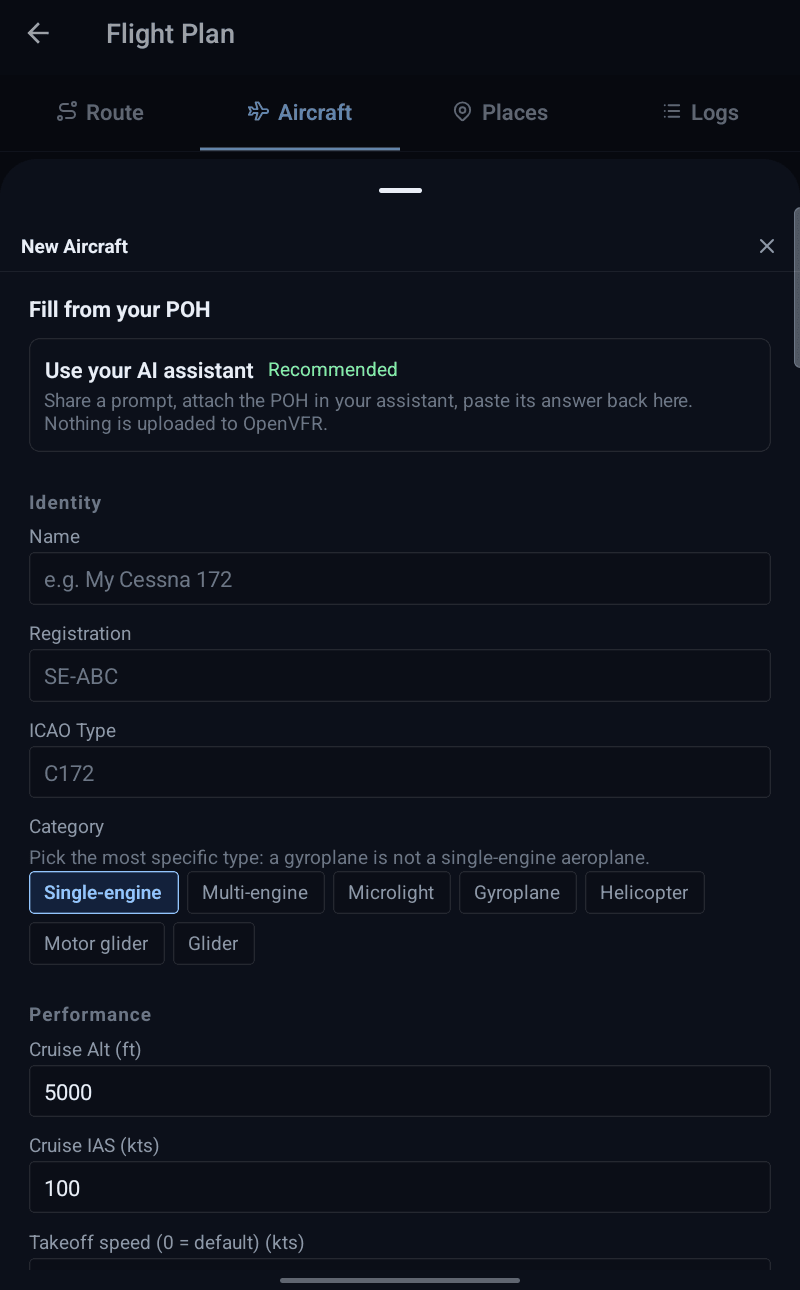 Flight Plan
Route
Aircraft
Places
Logs
New Aircraft
Fill from your POH
Use your AI assistant Recommended
Share a prompt, attach the POH in your assistant, paste its answer back here.
Nothing is uploaded to OpenVFR.
Identity
Name
e.g. My Cessna 172
Registration
SE-ABC
ICAO Type
C172
Category
Pick the most specific type: a gyroplane is not a single-engine aeroplane.
Single-engine
Multi-engine
Microlight
Gyroplane
Helicopter
Motor glider
Glider
Performance
Cruise Alt (ft)
5000
Cruise IAS (kts)
100
Takeoff speed (0 = default) (kts)